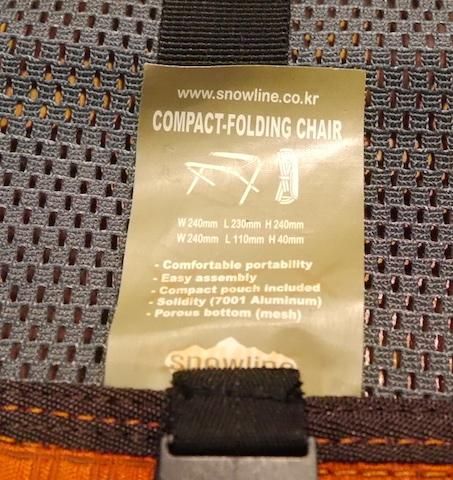 www.snowline.co.kr
COMPACT-FOLDING CHAIR
W 240mm L 230mm H 240mm
W 240mm L 110mm H 40mm
- Comfortable portability
- Easy assembly
- Compact pouch included
- Solidity (7001 Aluminum)
- Porous bottom (mesh)
snowline